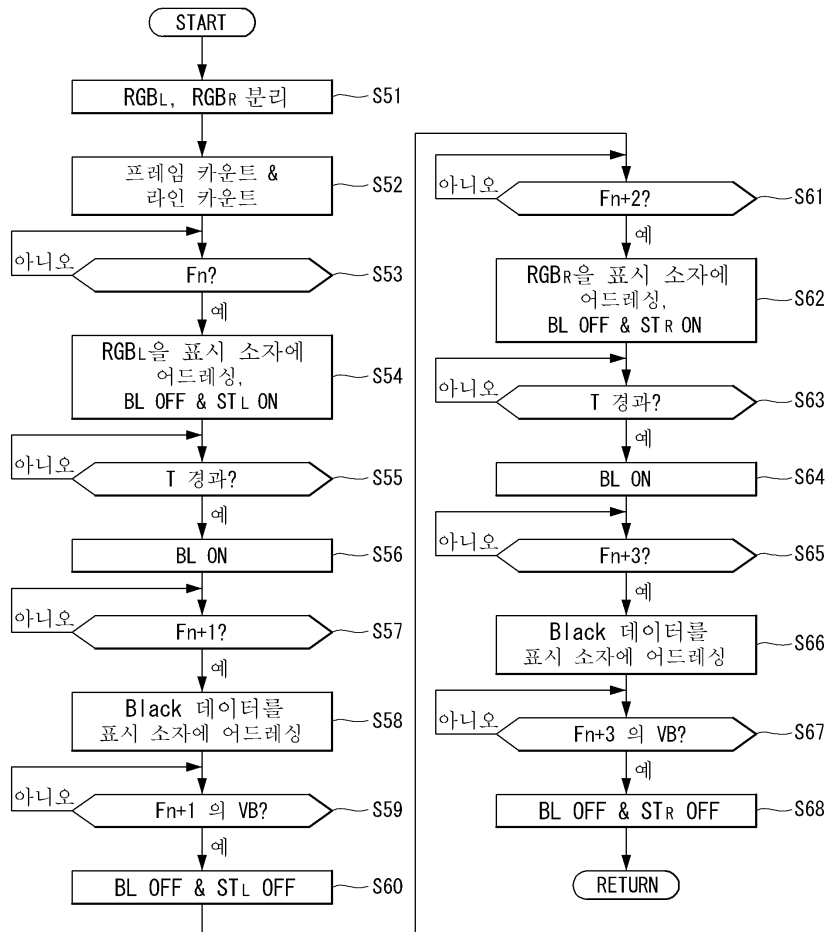 START
RGBL, RGBR 분리
S51
프레임 카운트 &
라인 카운트
S52
아니오
Fn?
S53
예
RGBL을 표시 소자에
어드레싱,
BL OFF & STL ON
S54
아니오
T 경과?
S55
예
BL ON
S56
아니오
Fn+1?
S57
예
Black 데이터를
표시 소자에 어드레싱
S58
아니오
Fn+1 의 VB?
S59
예
BL OFF & STL OFF
S60
아니오
Fn+2?
S61
예
RGBR을 표시 소자에
어드레싱,
BL OFF & STR ON
S62
아니오
T 경과?
S63
예
BL ON
S64
아니오
Fn+3?
S65
예
Black 데이터를
표시 소자에 어드레싱
S66
아니오
Fn+3 의 VB?
S67
예
BL OFF & STR OFF
S68
RETURN